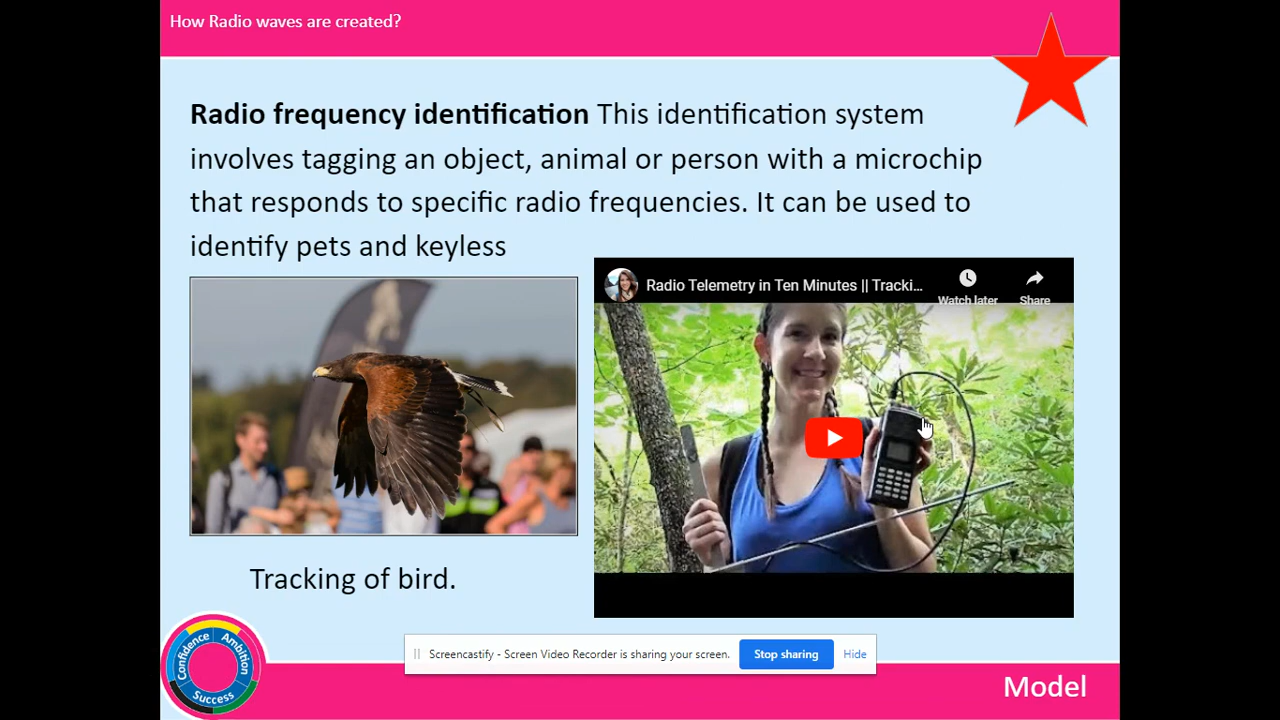 How Radio waves are created?
Radio frequency identification This identification system
involves tagging an object, animal or person with a microchip
that responds to specific radio frequencies. It can be used to
identify pets and keyless
Radio Telemetry in Ten Minutes || Tracki...
Watch later
Share
Tracking of bird.
Confidence
Ambition
Success
Screencastify - Screen Video Recorder is sharing your screen.
Stop sharing
Hide
Model